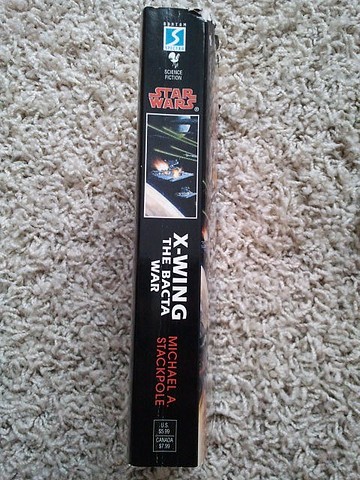 BANTAM
S
SPECTRA
SCIENCE
FICTION
STAR
WARS®
X-WING
THE BACTA
WAR
MICHAEL A.
STACKPOLE
U.S.
$5.99
CANADA
$7.99